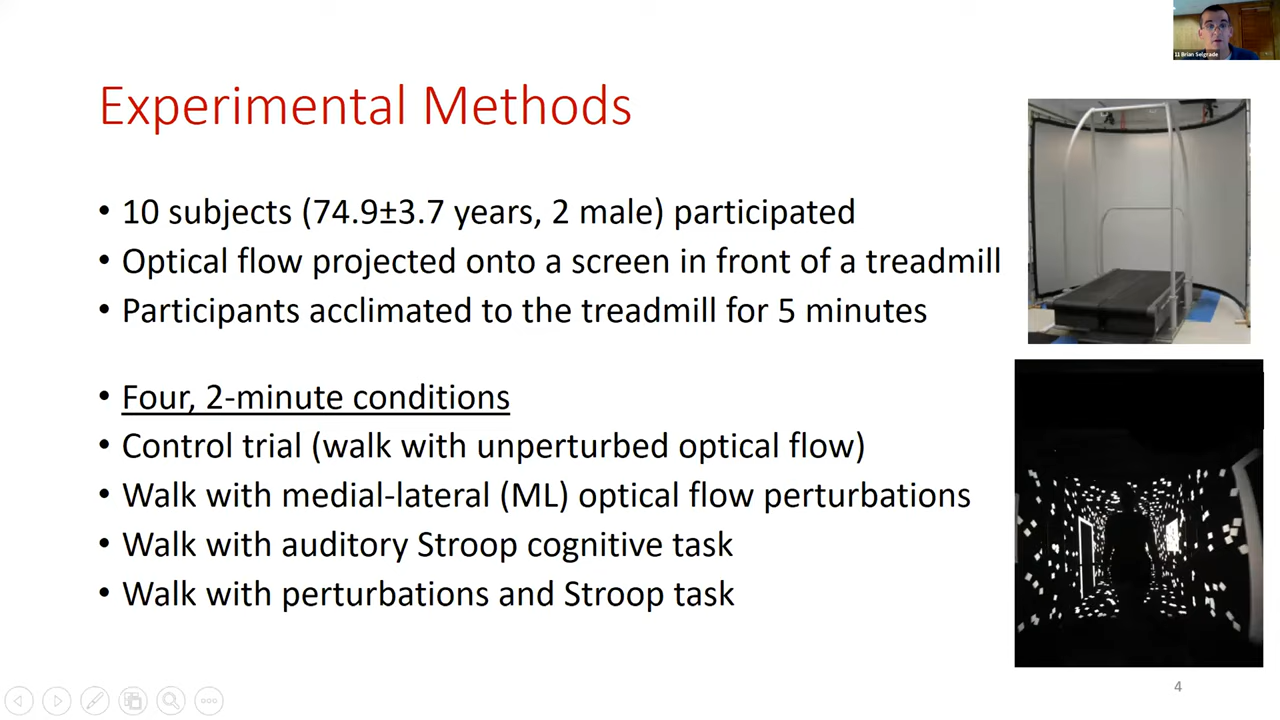 11 Brian Selgrade
Experimental Methods
• 10 subjects (74.9±3.7 years, 2 male) participated
• Optical flow projected onto a screen in front of a treadmill
• Participants acclimated to the treadmill for 5 minutes
• Four, 2-minute conditions
• Control trial (walk with unperturbed optical flow)
• Walk with medial-lateral (ML) optical flow perturbations
• Walk with auditory Stroop cognitive task
• Walk with perturbations and Stroop task
4